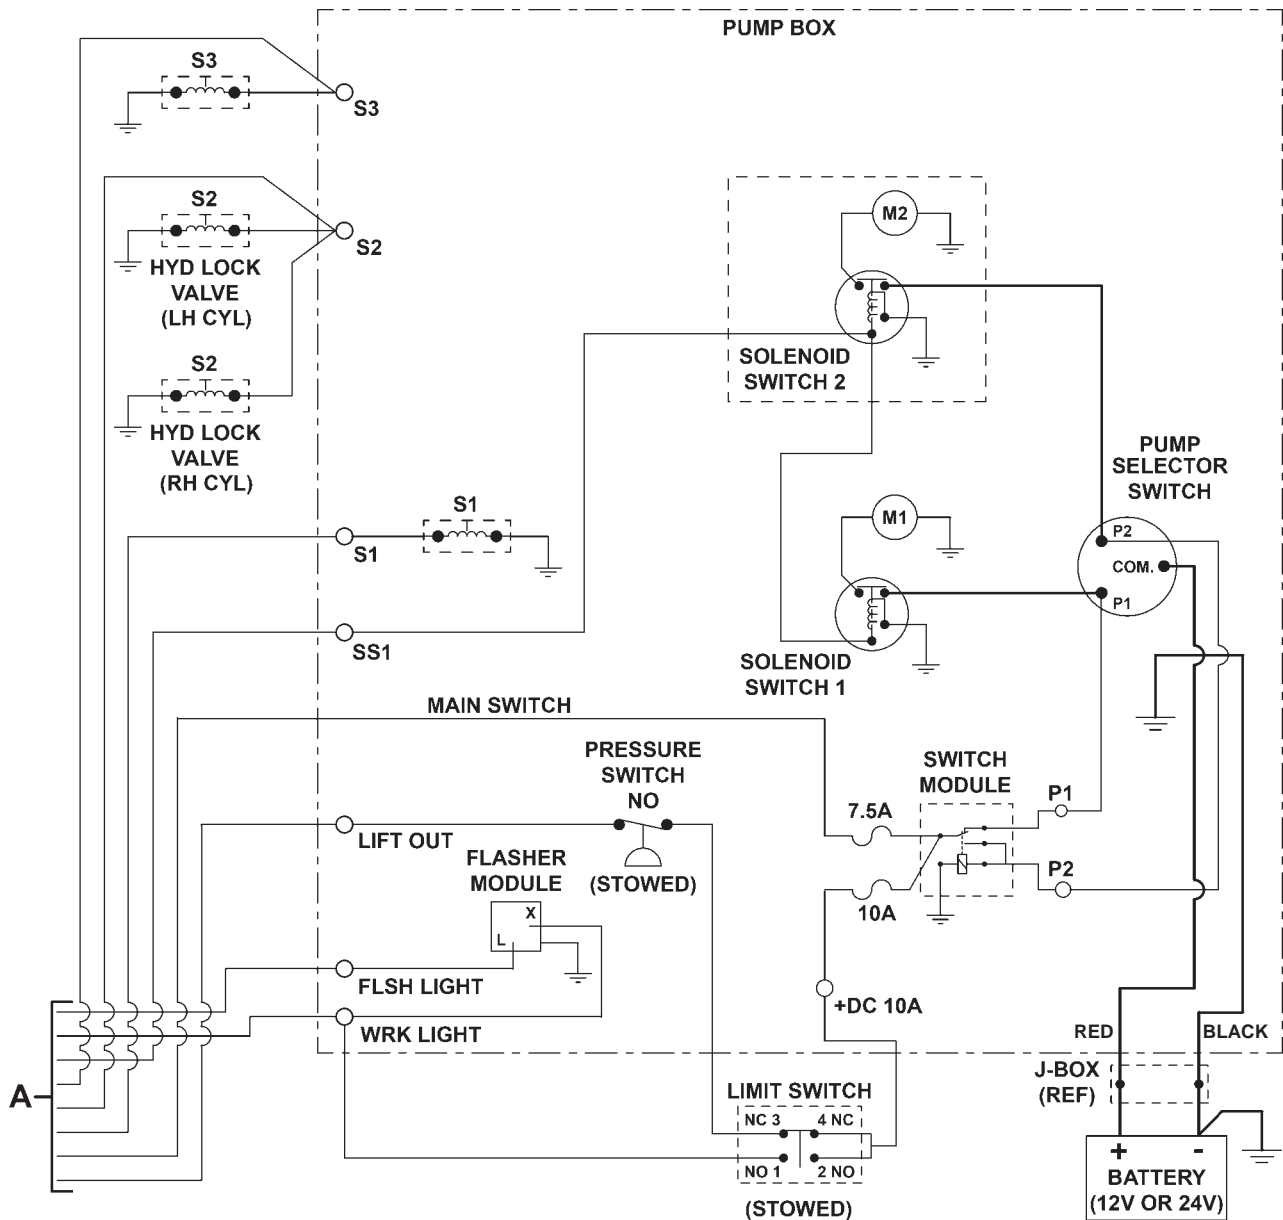 PUMP BOX
S3
S3
S2
S2
HYD LOCK
VALVE
(LH CYL)
S2
HYD LOCK
VALVE
(RH CYL)
M2
SOLENOID
SWITCH 2
PUMP
SELECTOR
SWITCH
P2
COM.
P1
S1
S1
M1
SS1
SOLENOID
SWITCH 1
MAIN SWITCH
PRESSURE
SWITCH
NO
(STOWED)
LIFT OUT
SWITCH
MODULE
7.5A
10A
P1
P2
FLASHER
MODULE
X
L
FLSH LIGHT
WRK LIGHT
+DC 10A
RED
BLACK
J-BOX
(REF)
A
LIMIT SWITCH
NC 3
4 NC
NO 1
2 NO
(STOWED)
+
-
BATTERY
(12V OR 24V)